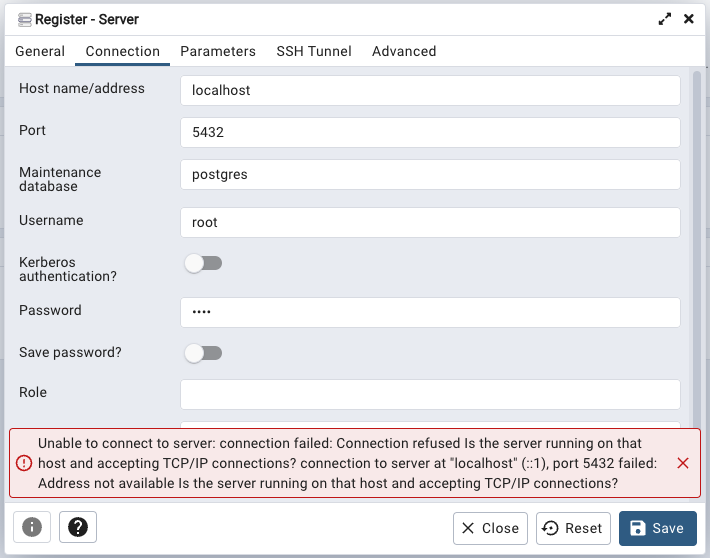 Register - Server
General Connection Parameters SSH Tunnel Advanced
Host name/address localhost
Port 5432
Maintenance
database postgres
Username root
Kerberos
authentication?
Password ••••
Save password?
Role
Unable to connect to server: connection failed: Connection refused Is the server running on that
host and accepting TCP/IP connections? connection to server at "localhost" (::1), port 5432 failed:
Address not available Is the server running on that host and accepting TCP/IP connections?
Close Reset Save